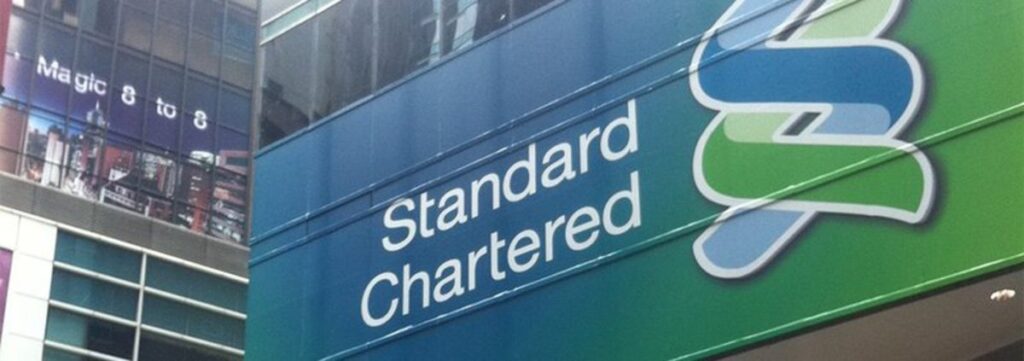 Magic 8 to 8
Standard
Chartered